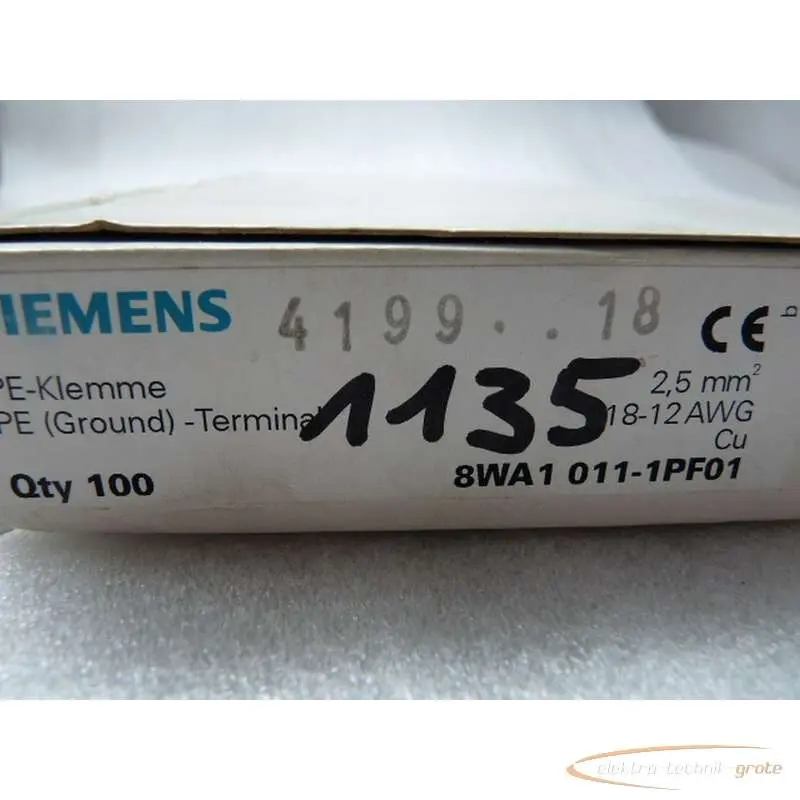 SIEMENS
4199..18
CE
b
PE-Klemme
PE (Ground) -Terminal
1135
2,5 mm²
18-12 AWG
Cu
Qty 100
8WA1 011-1PF01
elektro-technik-grote